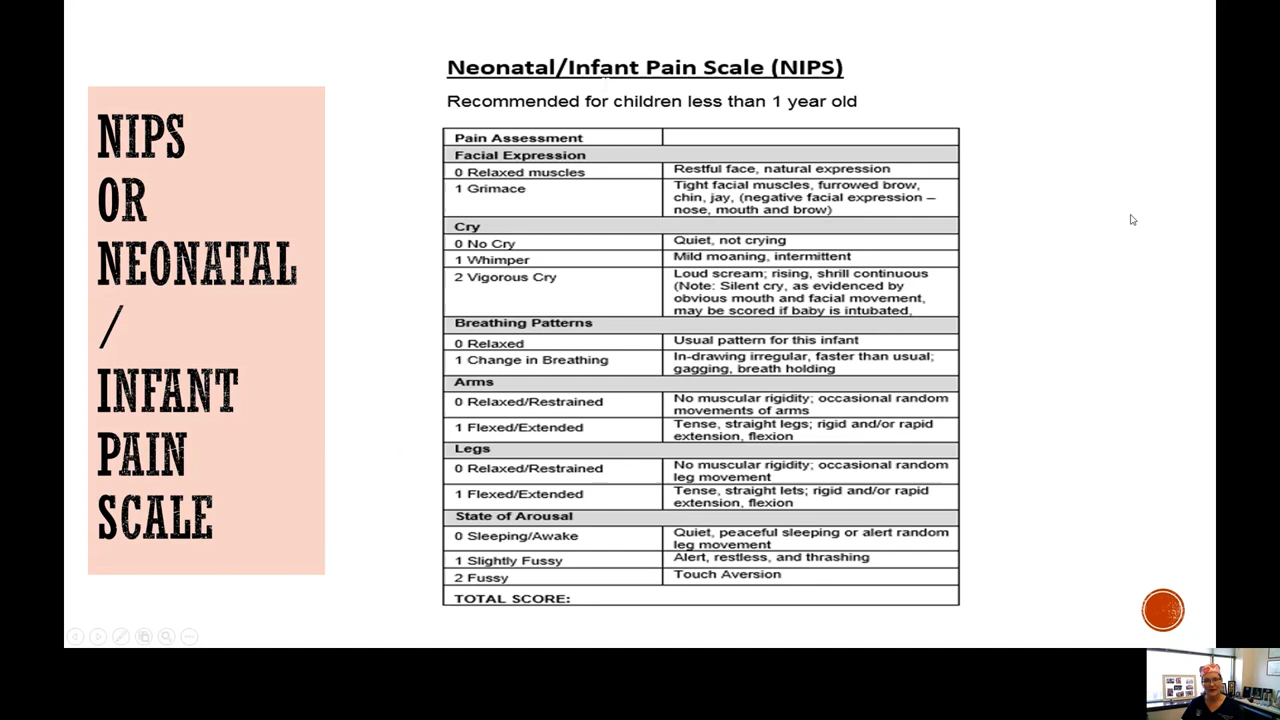 NIPS
OR
NEONATAL
/
INFANT
PAIN
SCALE
Neonatal/Infant Pain Scale (NIPS)
Recommended for children less than 1 year old
Pain Assessment
Facial Expression
0 Relaxed muscles
Restful face, natural expression
1 Grimace
Tight facial muscles, furrowed brow,
chin, jay, (negative facial expression –
nose, mouth and brow)
Cry
0 No Cry
Quiet, not crying
1 Whimper
Mild moaning, intermittent
2 Vigorous Cry
Loud scream; rising, shrill continuous
(Note: Silent cry, as evidenced by
obvious mouth and facial movement,
may be scored if baby is intubated,
Breathing Patterns
0 Relaxed
Usual pattern for this infant
1 Change in Breathing
In-drawing irregular, faster than usual;
gagging, breath holding
Arms
0 Relaxed/Restrained
No muscular rigidity; occasional random
movements of arms
1 Flexed/Extended
Tense, straight legs; rigid and/or rapid
extension, flexion
Legs
0 Relaxed/Restrained
No muscular rigidity; occasional random
leg movement
1 Flexed/Extended
Tense, straight lets; rigid and/or rapid
extension, flexion
State of Arousal
0 Sleeping/Awake
Quiet, peaceful sleeping or alert random
leg movement
1 Slightly Fussy
Alert, restless, and thrashing
2 Fussy
Touch Aversion
TOTAL SCORE: